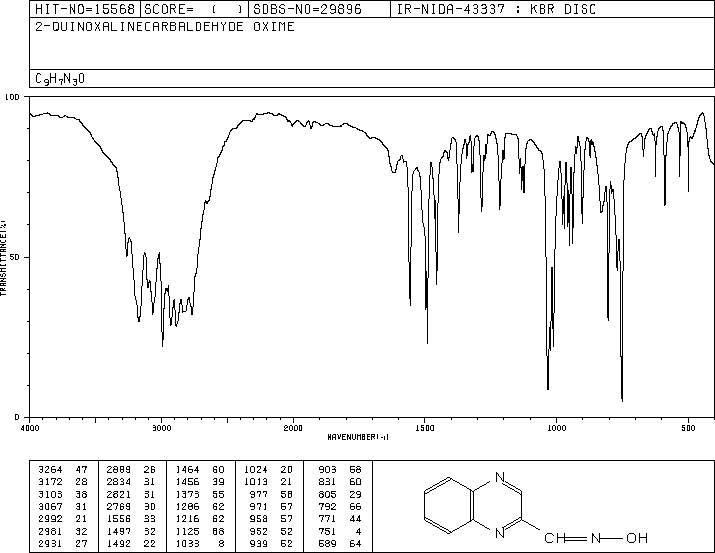 HIT-NO=15568 SCORE= ( ) SDBS-NO=29896 IR-NIDA-43337 : KBR DISC
2-QUINOXALINECARBALDEHYDE OXIME
C9H7N3O
100
50
0
TRANSMITTANCE(%)
4000 3000 2000 1500 1000 500
WAVENUMBER(-1)
3264 47 2889 26 1464 60 1024 20 903 58
3172 28 2834 31 1456 39 1013 21 831 60
3103 38 2821 31 1373 55 977 58 805 29
3067 31 2769 30 1286 62 971 57 792 66
2992 21 1556 33 1216 62 958 57 771 44
2981 32 1497 32 1125 68 952 52 751 4
2931 27 1492 22 1033 8 939 52 589 64
N
N
CH=N-OH